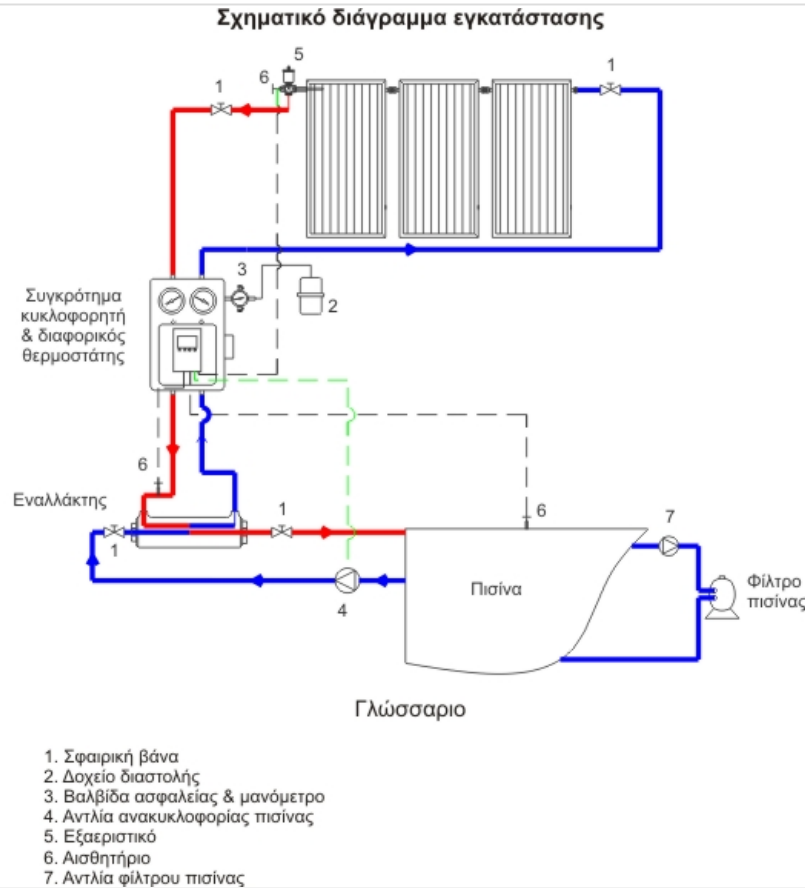 Σχηματικό διάγραμμα εγκατάστασης
5
6
1
1
3
2
Συγκρότημα
κυκλοφορητή
& διαφορικός
θερμοστάτης
6
Εναλλάκτης
1
1
6
7
Πισίνα
Φίλτρο
πισίνας
4
Γλώσσαριο
1. Σφαιρική βάνα
2. Δοχείο διαστολής
3. Βαλβίδα ασφαλείας & μανόμετρο
4. Αντλία ανακυκλοφορίας πισίνας
5. Εξαεριστικό
6. Αισθητήριο
7. Αντλία φίλτρου πισίνας